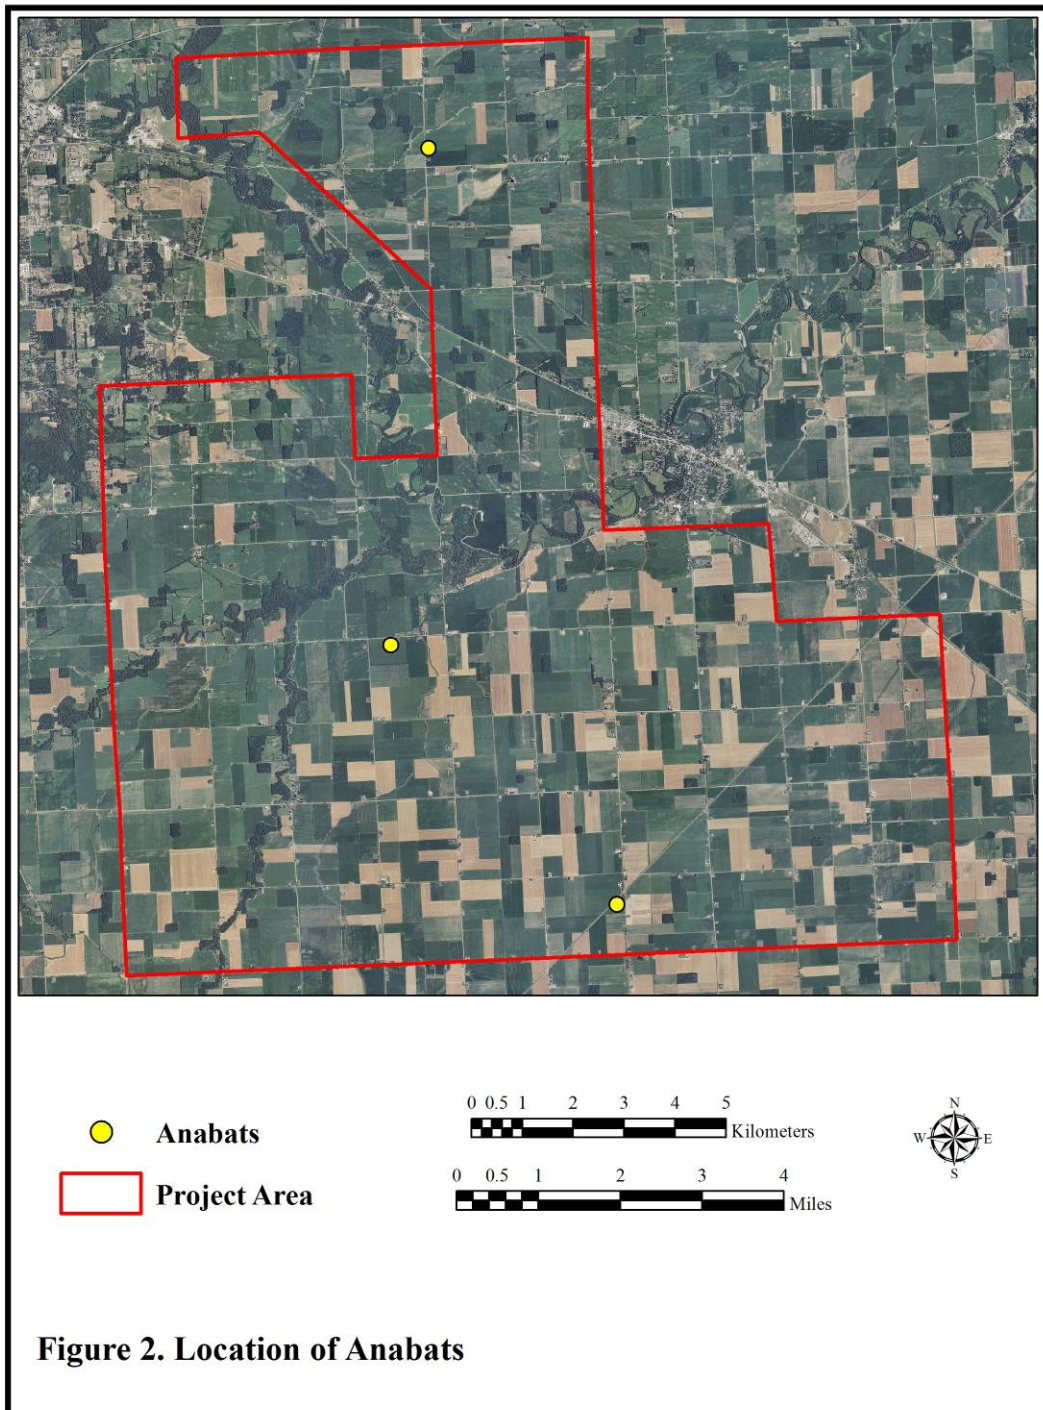 Anabats
Project Area
0 0.5 1 2 3 4 5
Kilometers
0 0.5 1 2 3 4
Miles
N
W E
S
Figure 2. Location of Anabats